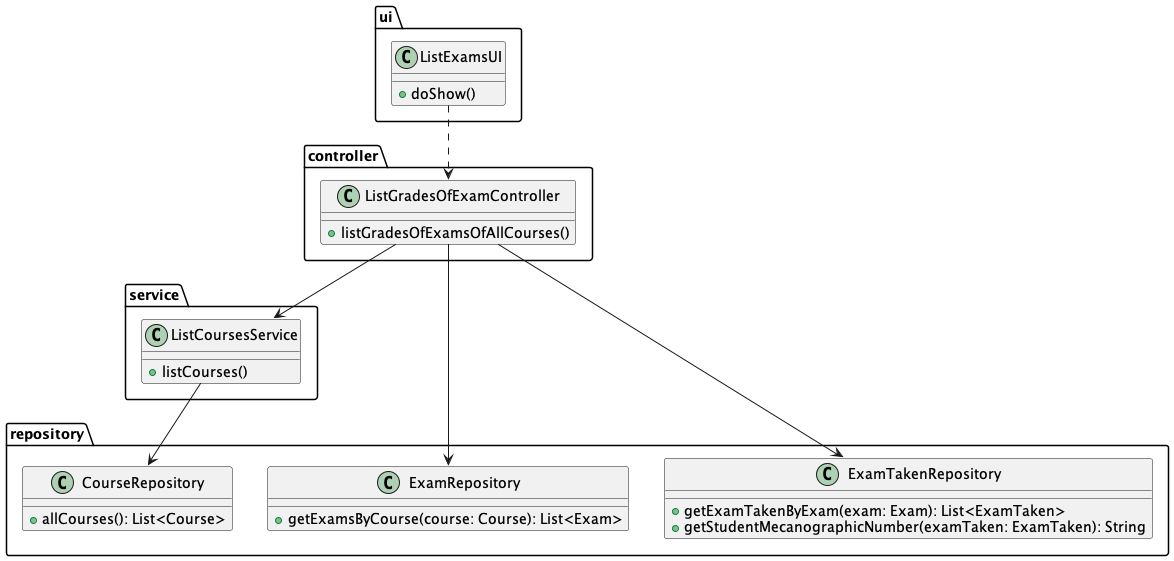 ui
C ListExamsUI
doShow()
controller
C ListGradesOfExamController
listGradesOfExamsOfAllCourses()
service
C ListCoursesService
listCourses()
repository
C CourseRepository
allCourses(): List<Course>
C ExamRepository
getExamsByCourse(course: Course): List<Exam>
C ExamTakenRepository
getExamTakenByExam(exam: Exam): List<ExamTaken>
getStudentMecanographicNumber(examTaken: ExamTaken): String